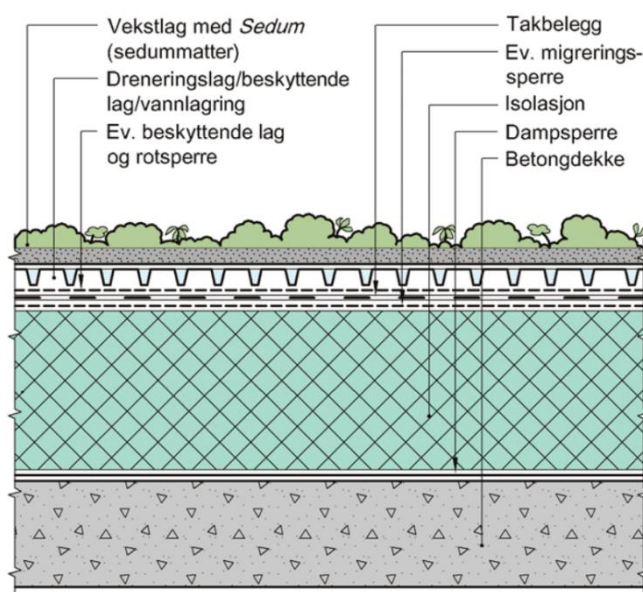 Vekstlag med Sedum
(sedummatter)
Dreneringslag/beskyttende
lag/vannlagring
Ev. beskyttende lag
og rotsperre
Takbelegg
Ev. migrerings-
sperre
Isolasjon
Dampsperre
Betongdekke